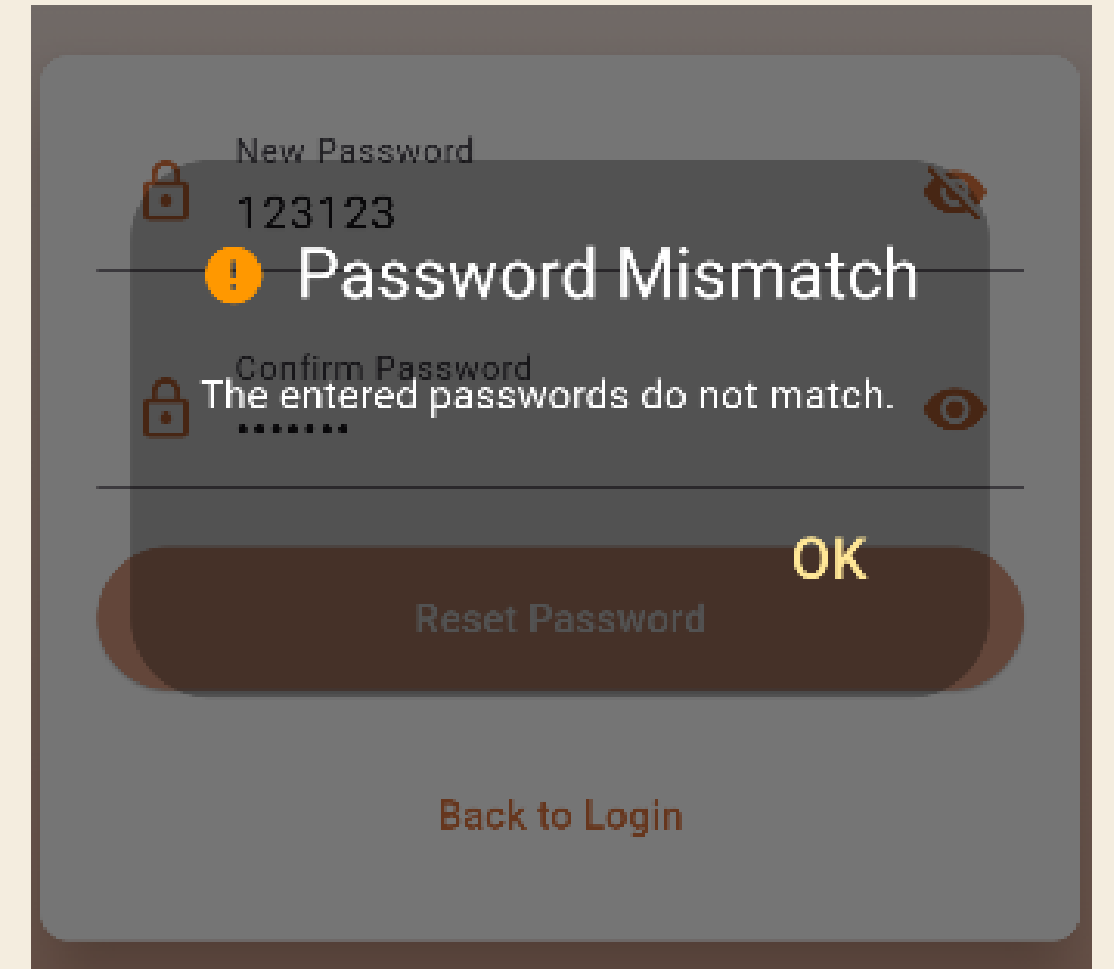 New Password
123123
Password Mismatch
Confirm Password
The entered passwords do not match.
•••••••
OK
Reset Password
Back to Login